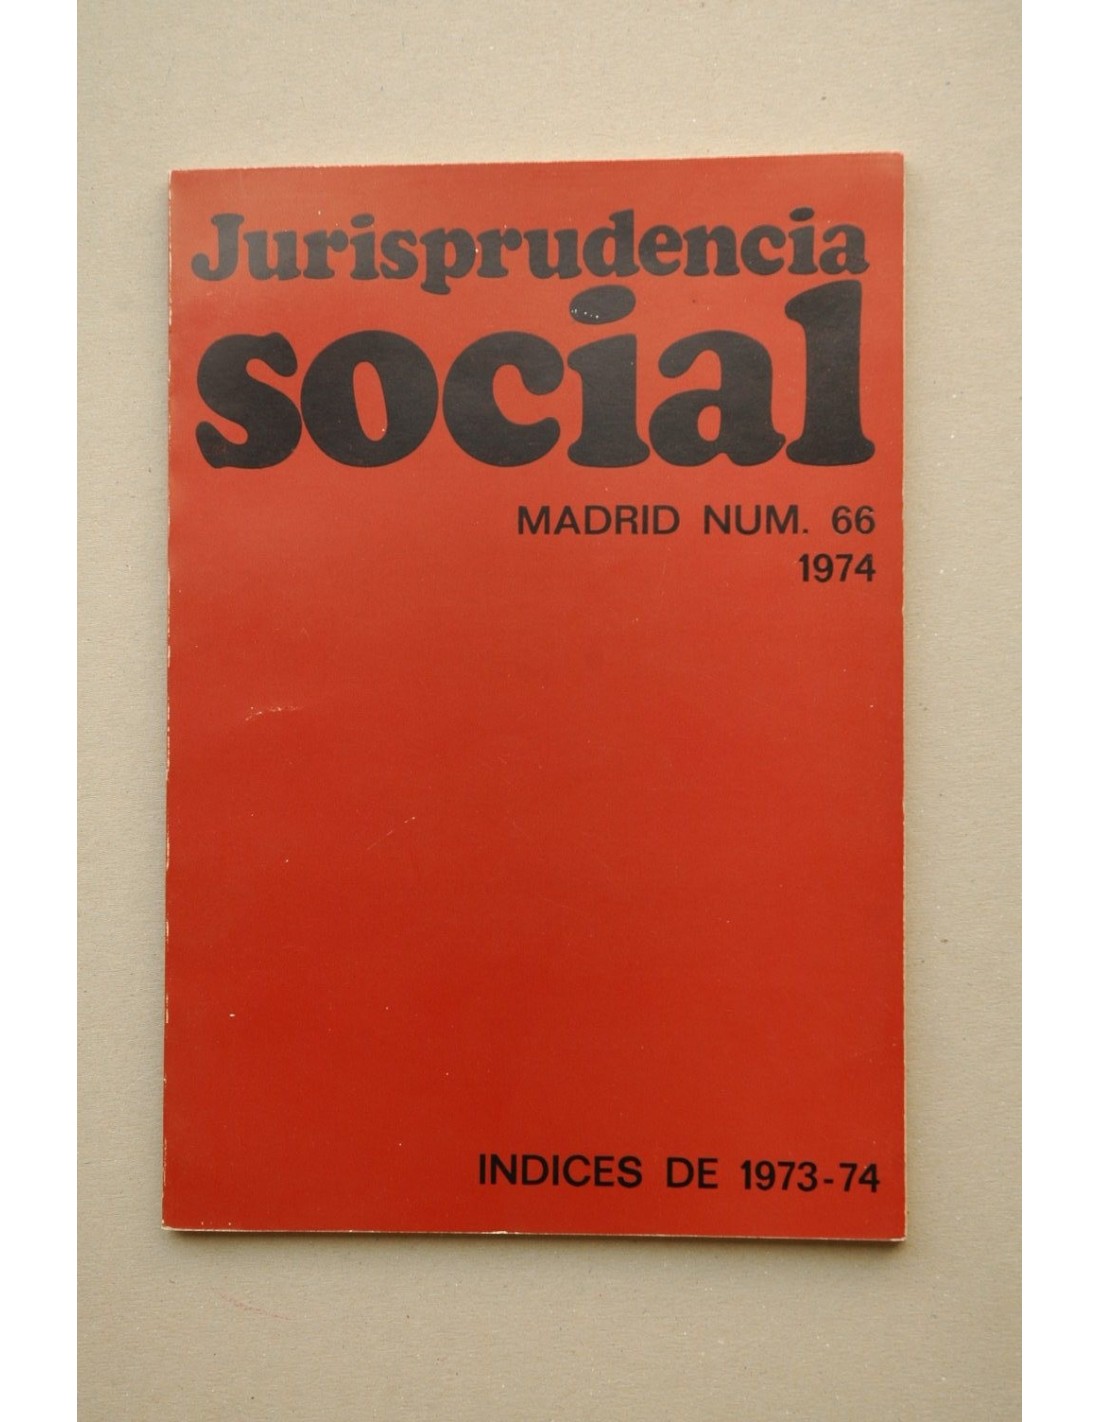 Jurisprudencia
social
MADRID NUM. 66
1974
INDICES DE 1973-74